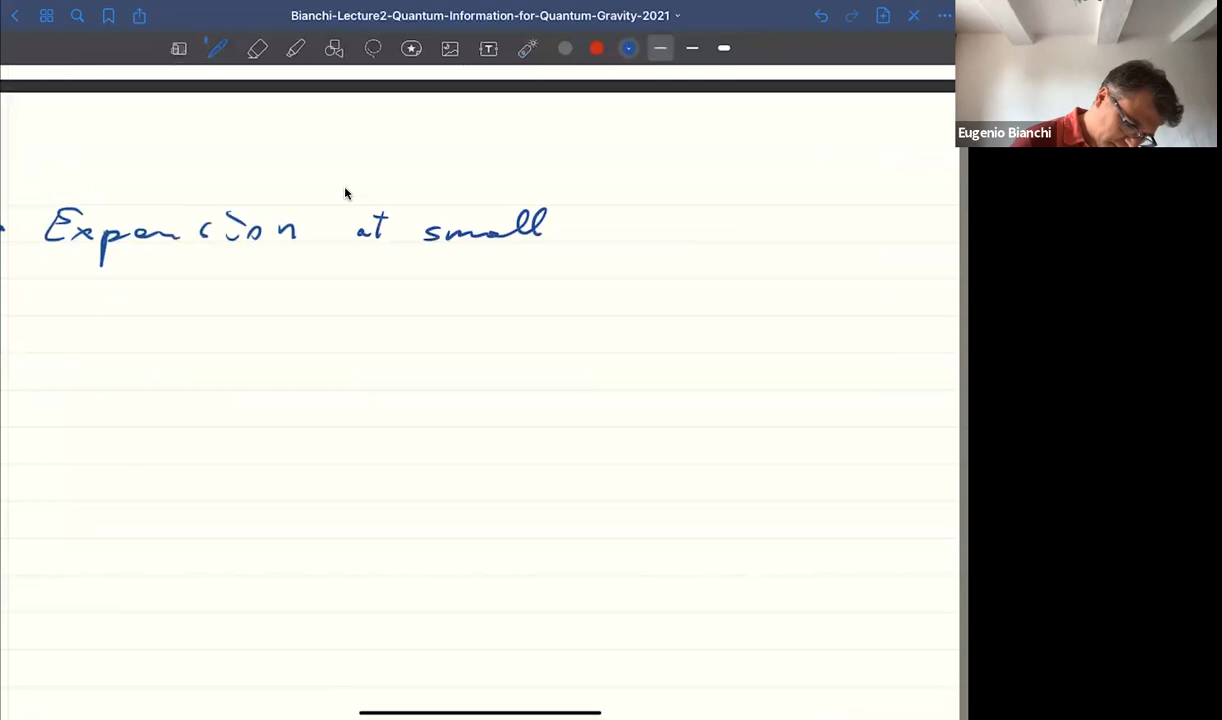 Bianchi-Lecture2-Quantum-Information-for-Quantum-Gravity-2021
Eugenio Bianchi
Expansion at small